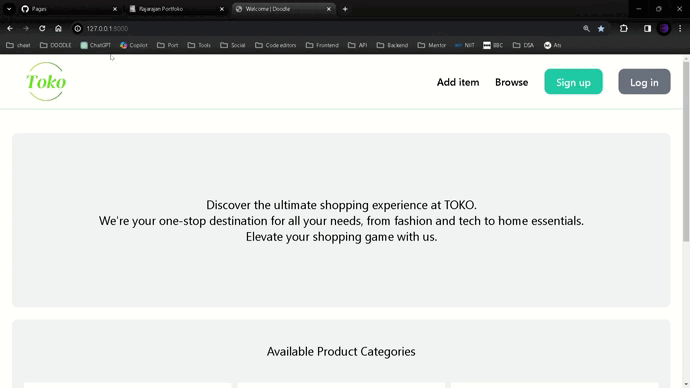 Pages
Rajarajan Portfolio
Welcome | Doodle
127.0.0.1:8000
cheat
DOODLE
ChatGPT
Copilot
Port
Tools
Social
Code editors
Frontend
API
Backend
Mentor
NIIT
BBC
DSA
Toko
Add item
Browse
Sign up
Log in
Discover the ultimate shopping experience at TOKO.
We're your one-stop destination for all your needs, from fashion and tech to home essentials.
Elevate your shopping game with us.
Available Product Categories